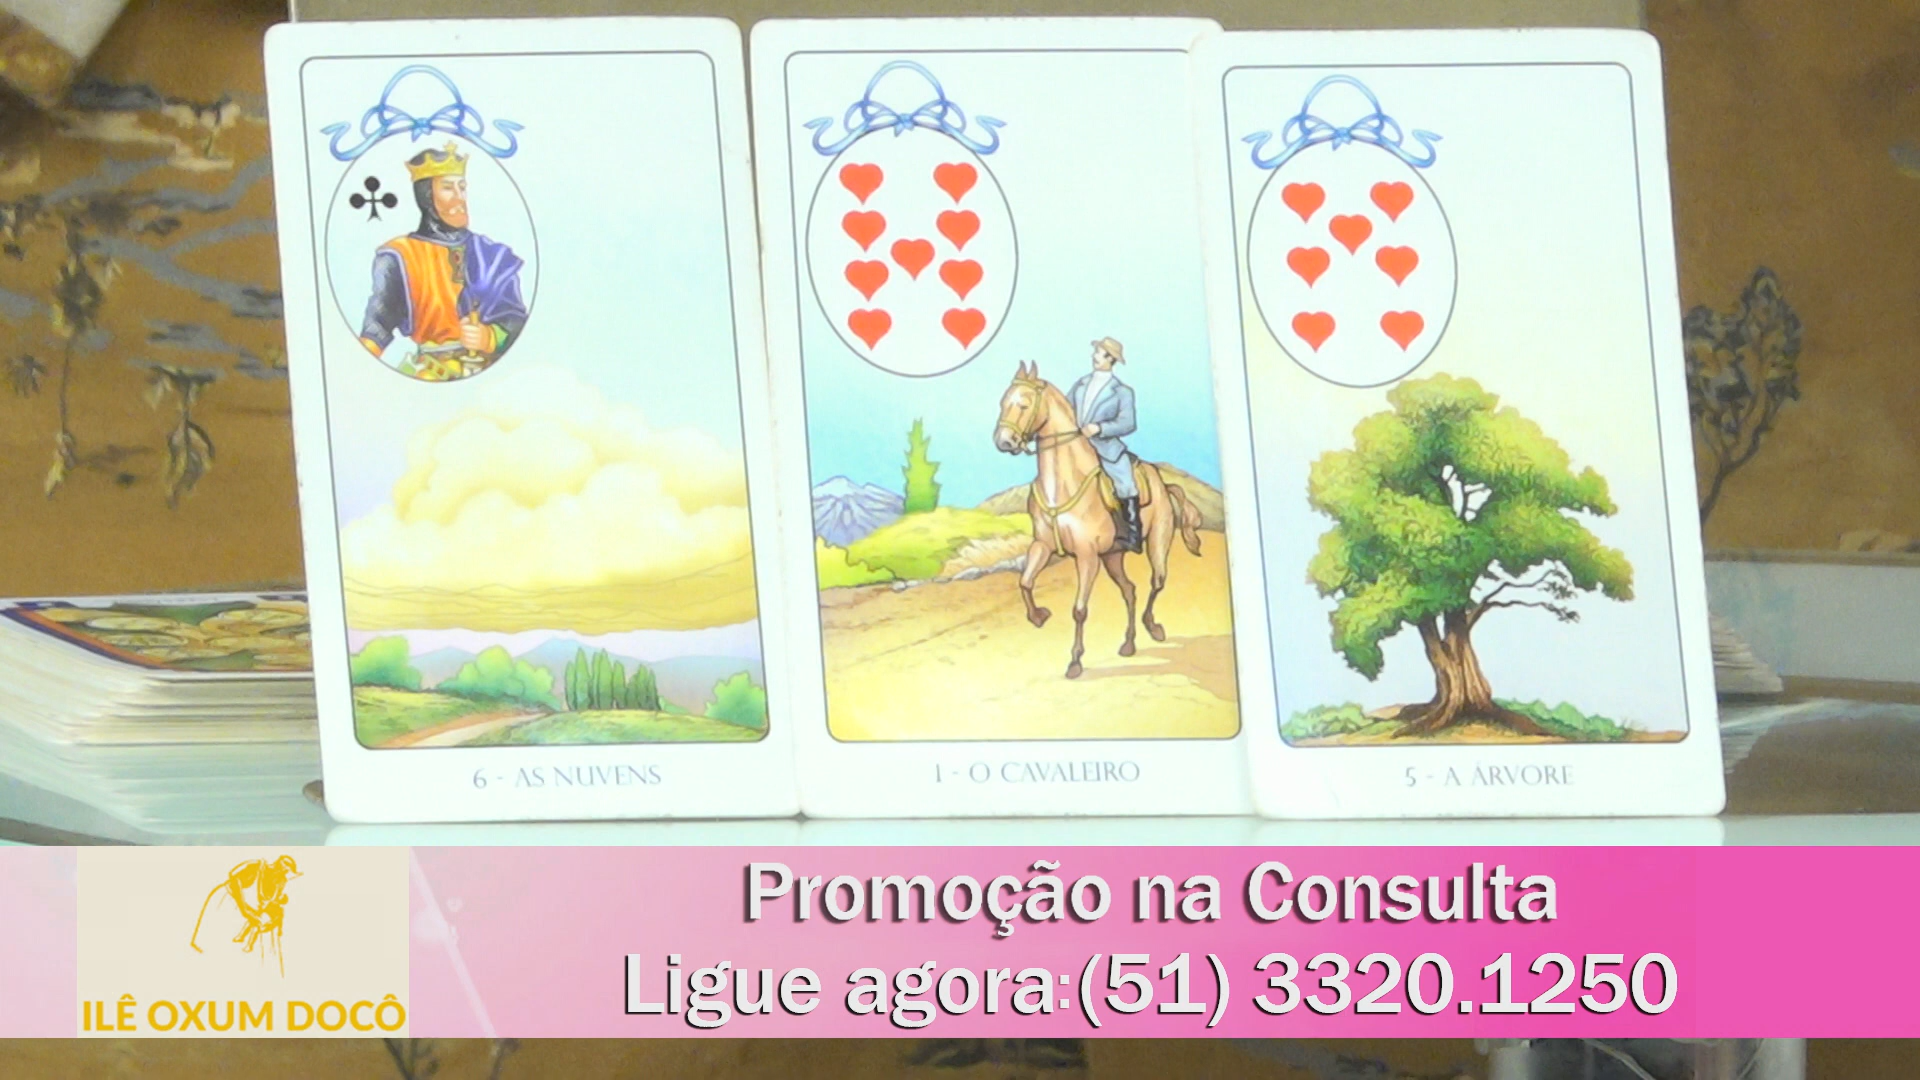 6 - AS NUVENS
1 - O CAVALEIRO
5 - A ÁRVORE
Promoção na Consulta
Ligue agora:(51) 3320.1250
ILÊ OXUM DOCÔ